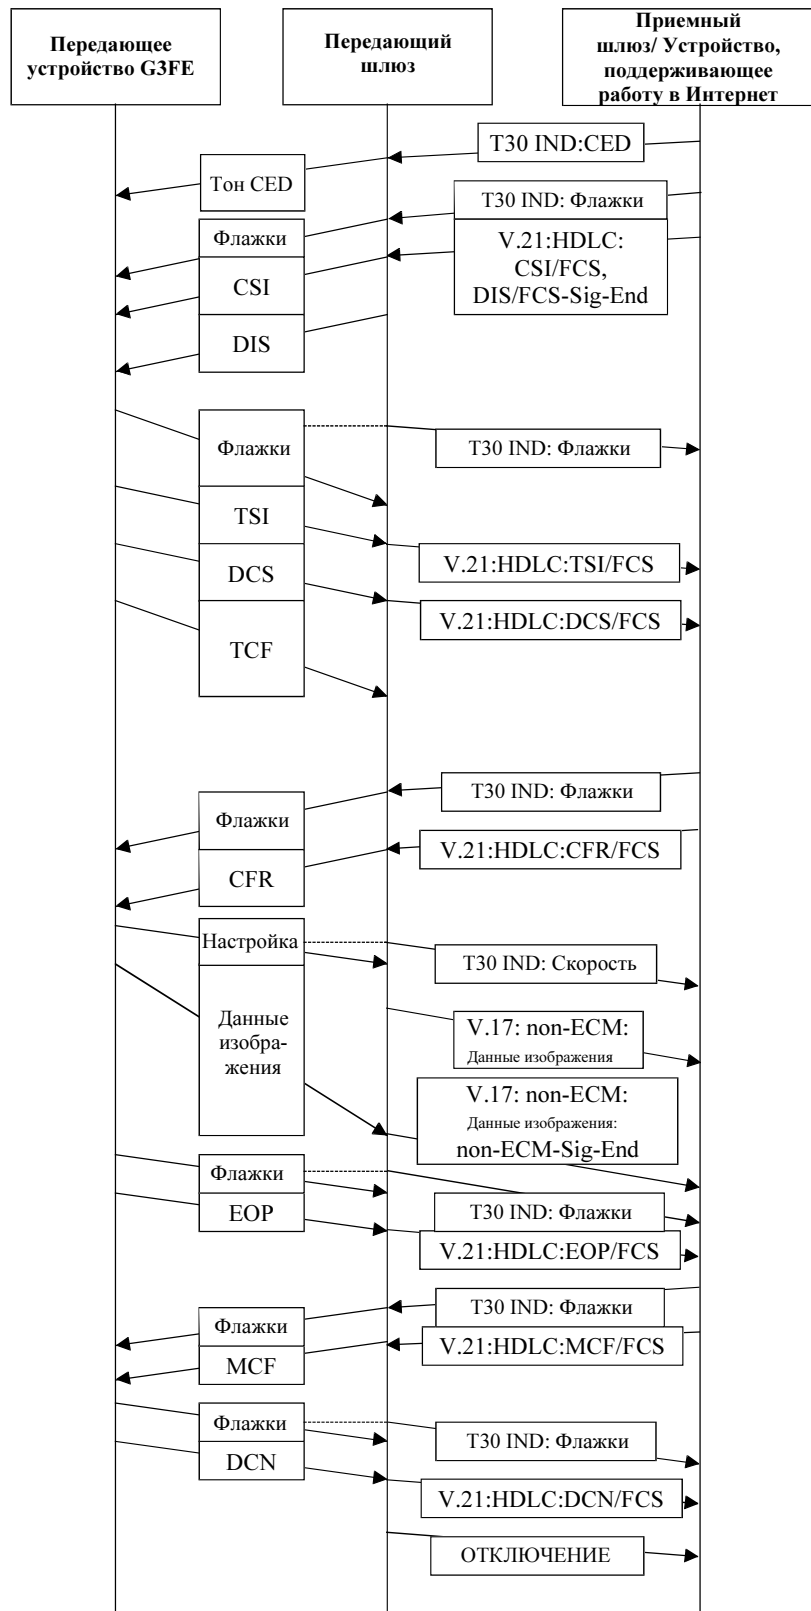 Передающее
устройство G3FE
Передающий
шлюз
Приемный
шлюз/ Устройство,
поддерживающее
работу в Интернет
T30 IND:CED
Тон CED
T30 IND: Флажки
Флажки
V.21:HDLC:
CSI/FCS,
DIS/FCS-Sig-End
CSI
DIS
Флажки
T30 IND: Флажки
TSI
V.21:HDLC:TSI/FCS
DCS
V.21:HDLC:DCS/FCS
TCF
T30 IND: Флажки
Флажки
V.21:HDLC:CFR/FCS
CFR
Настройка
T30 IND: Скорость
Данные
изобра-
жения
V.17: non-ECM:
Данные изображения
V.17: non-ECM:
Данные изображения:
non-ECM-Sig-End
Флажки
T30 IND: Флажки
EOP
V.21:HDLC:EOP/FCS
T30 IND: Флажки
Флажки
V.21:HDLC:MCF/FCS
MCF
Флажки
T30 IND: Флажки
DCN
V.21:HDLC:DCN/FCS
ОТКЛЮЧЕНИЕ